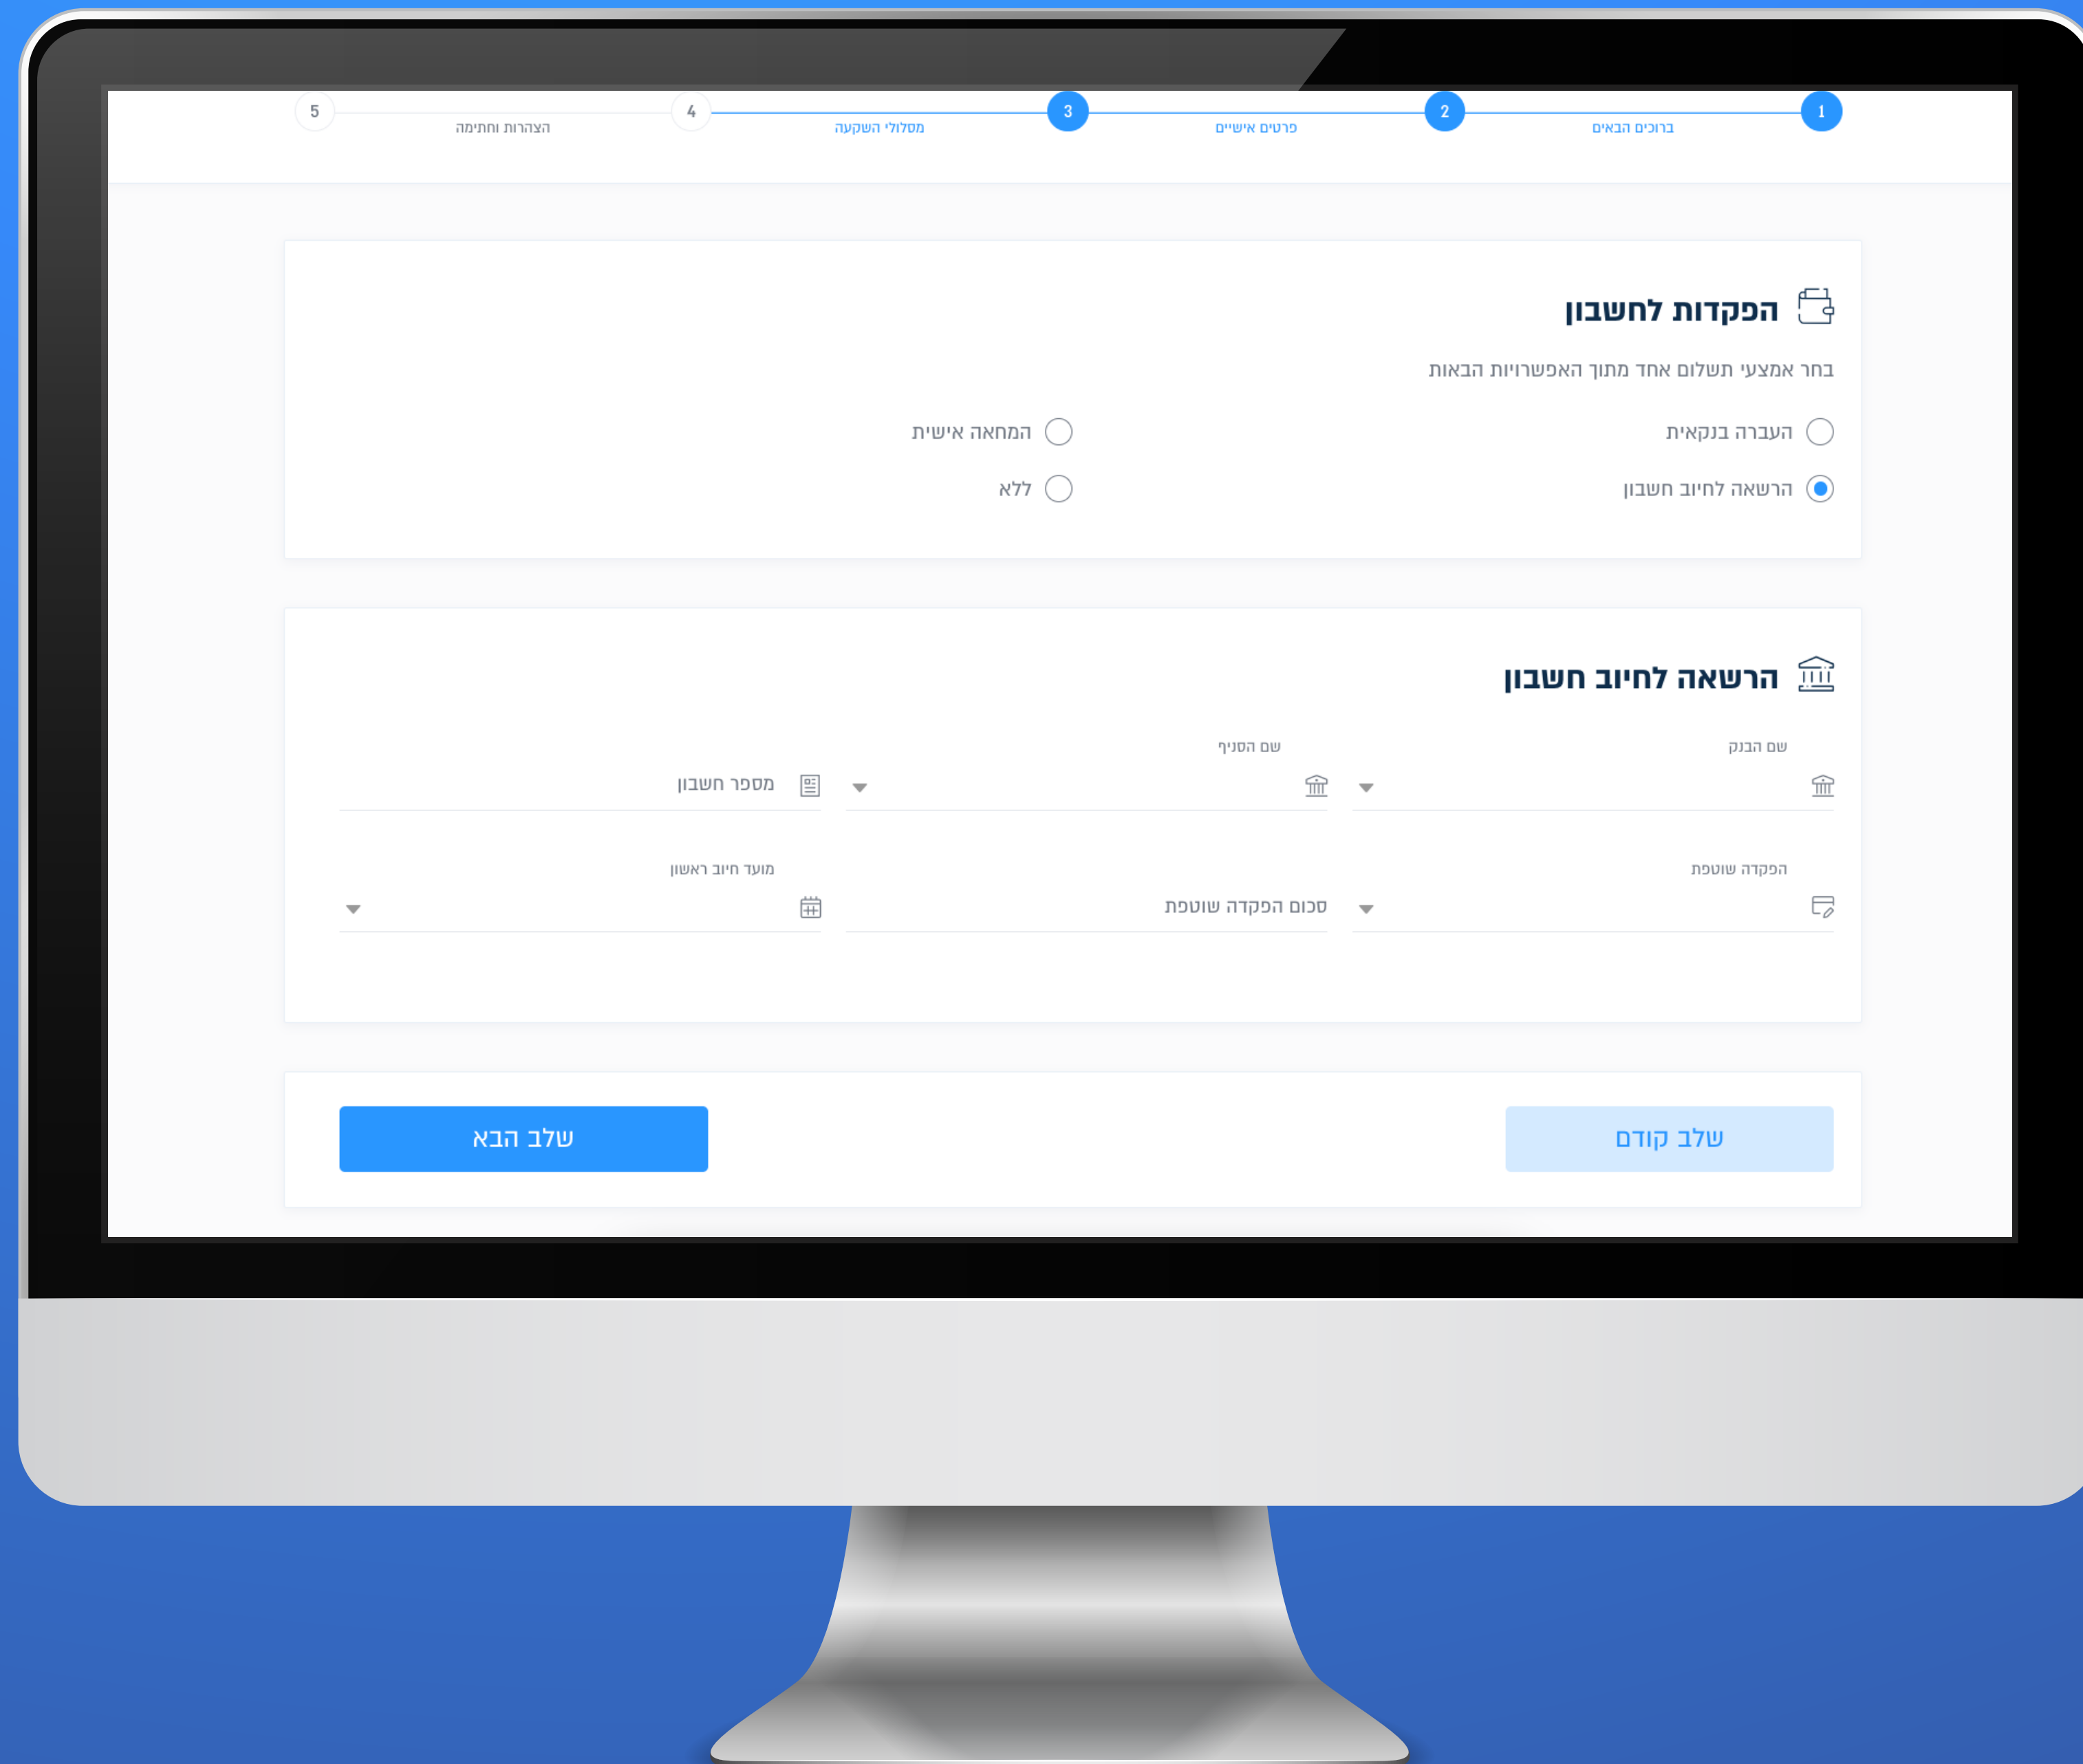 1 2 3 4 5
ברוכים הבאים פרטים אישיים מסלולי השקעה הצהרות וחתימה
הפקדות לחשבון
בחר אמצעי תשלום אחד מתוך האפשרויות הבאות
העברה בנקאית המחאה אישית
הרשאה לחיוב חשבון ללא
הרשאה לחיוב חשבון
שם הבנק שם הסניף
מספר חשבון
הפקדה שוטפת מועד חיוב ראשון
סכום הפקדה שוטפת
שלב קודם שלב הבא